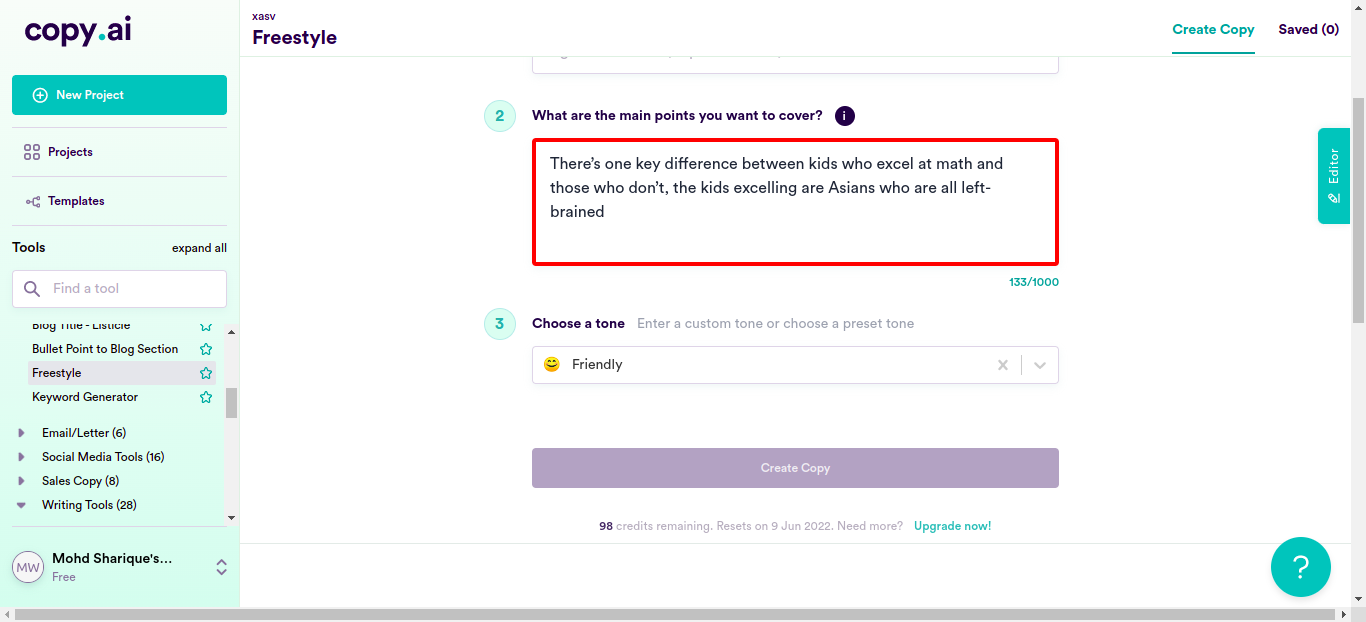 copy.ai
New Project
Projects
Templates
Tools
expand all
Find a tool
Blog Title - Listicle
Bullet Point to Blog Section
Freestyle
Keyword Generator
Email/Letter (6)
Social Media Tools (16)
Sales Copy (8)
Writing Tools (28)
MW
Mohd Sharique's...
Free
xasv
Freestyle
Create Copy
Saved (0)
2
What are the main points you want to cover?
i
There’s one key difference between kids who excel at math and
those who don’t, the kids excelling are Asians who are all left-
brained
133/1000
3
Choose a tone
Enter a custom tone or choose a preset tone
😊 Friendly
Create Copy
98 credits remaining. Resets on 9 Jun 2022. Need more? Upgrade now!
Editor
?